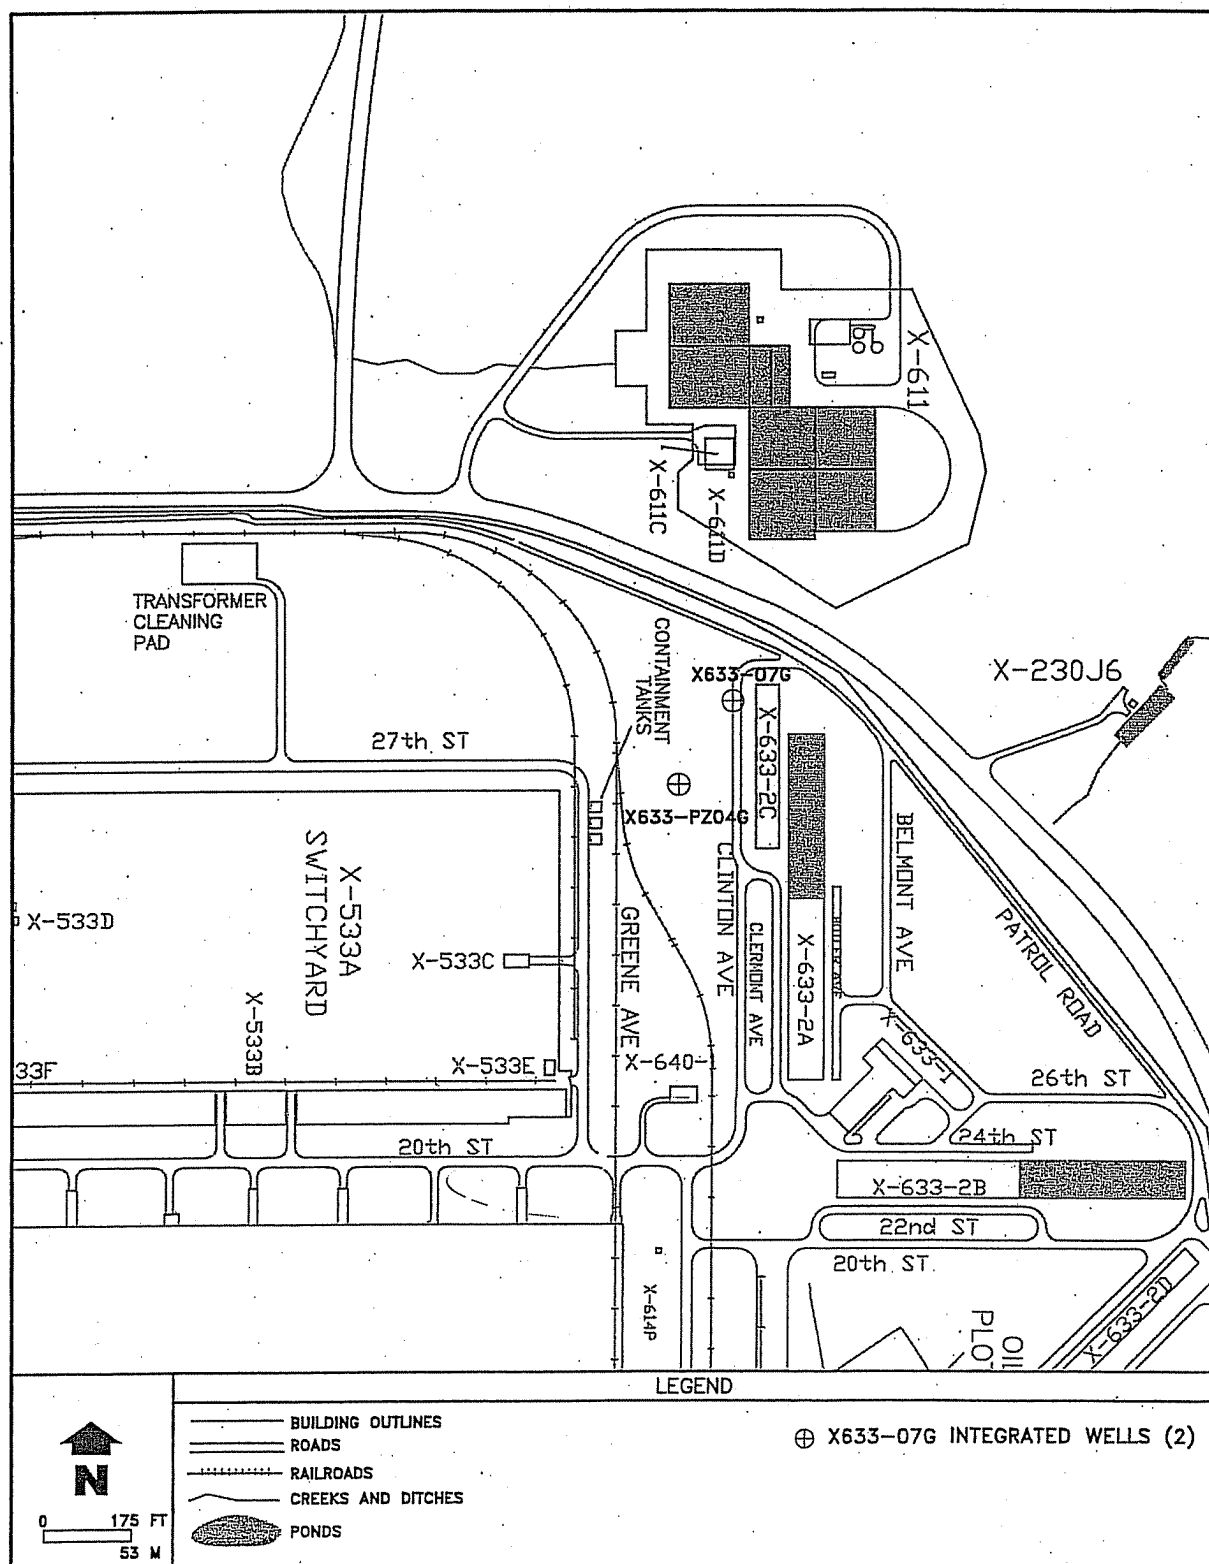 X-611
X-611C
X-611D
TRANSFORMER
CLEANING
PAD
CONTAINMENT
TANKS
X633-07G
X-230J6
27th ST
X-633-2C
X633-PZ04G
BELMONT AVE
CLINTON AVE
X-533A
SWITCHYARD
X-533D
X-533C
GREENE AVE
CLERMONT AVE
X-633-2A
PATROL ROAD
X-533B
X-633-1
33F
X-533E
X-640-
26th ST
20th ST
24th ST
X-633-2B
22nd ST
20th ST.
X-614P
X-633-2D
OIL
PLOT
LEGEND
BUILDING OUTLINES
ROADS
RAILROADS
CREEKS AND DITCHES
PONDS
X633-07G INTEGRATED WELLS (2)
N
0 175 FT
53 M